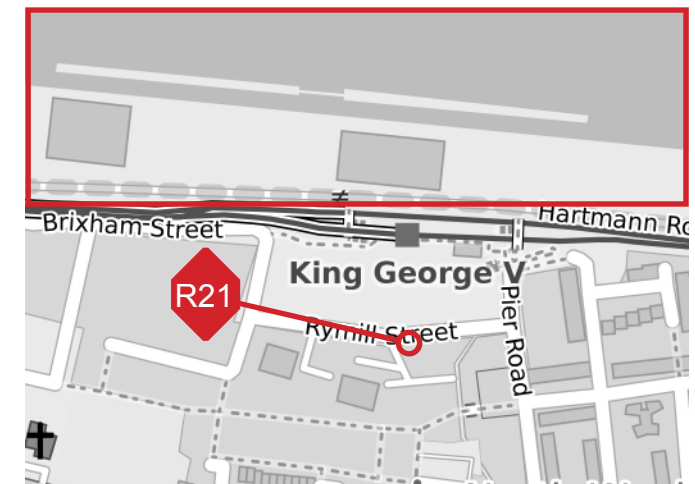 Hartmann Ro
Brixham Street
King George V
R21
Rymill Street
Pier Road